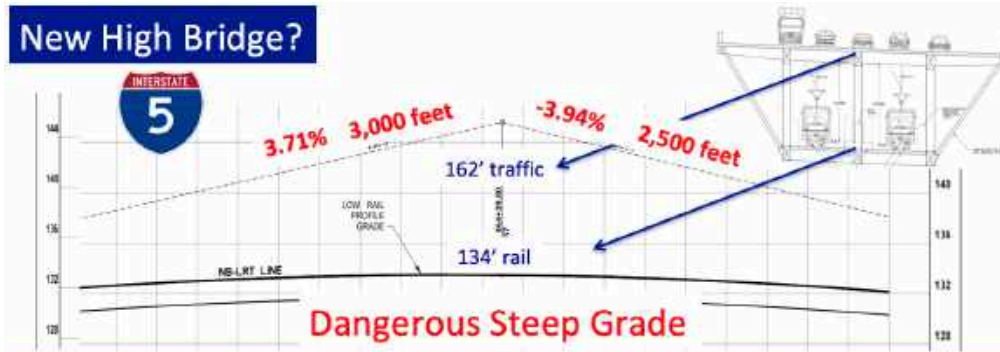 New High Bridge?
INTERSTATE
5
3.71% 3,000 feet
-3.94% 2,500 feet
162' traffic
134' rail
LOW RAIL
PROFILE
GRADE
NB-LRT LINE
Dangerous Steep Grade
144
140
136
132
128
140
136
132
128